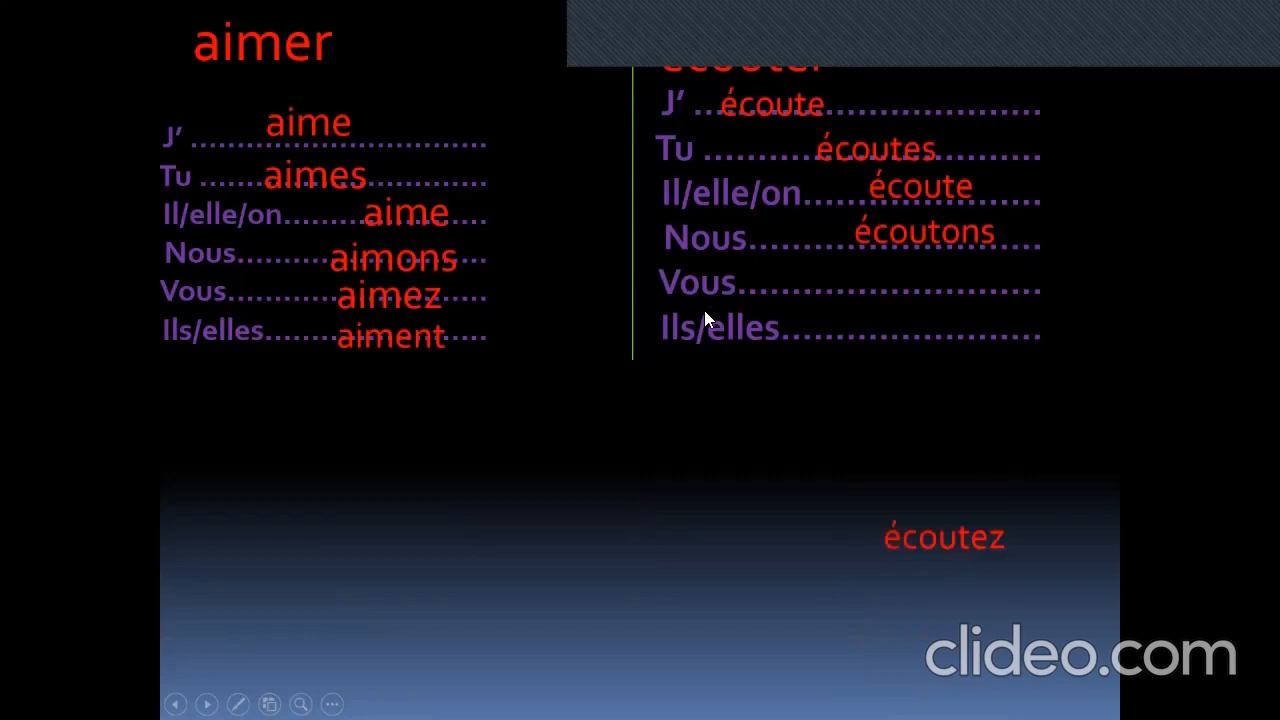 aimer
J’ ................................ aime
Tu ............................... aimes
Il/elle/on...................... aime
Nous........................... aimons
Vous............................ aimez
Ils/elles........................ aiment
écouter
J’ ................................ écoute
Tu ............................... écoutes
Il/elle/on...................... écoute
Nous........................... écoutons
Vous............................
Ils/elles........................
écoutez
clideo.com